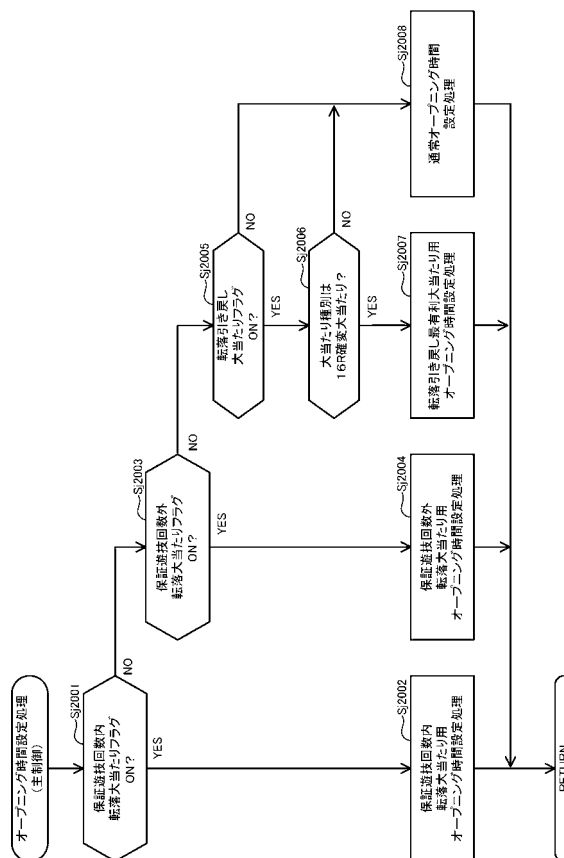 オープニング時間設定処理
(主制御)
Sj2001
保証遊技回数内
転落大当たりフラグ
ON?
NO
YES
Sj2002
保証遊技回数内
転落大当たり用
オープニング時間設定処理
Sj2003
保証遊技回数外
転落大当たりフラグ
ON?
NO
YES
Sj2004
保証遊技回数外
転落大当たり用
オープニング時間設定処理
Sj2005
転落引き戻し
大当たりフラグ
ON?
NO
YES
Sj2006
大当たり種別は
16R確変大当たり?
NO
YES
Sj2007
転落引き戻し最有利大当たり用
オープニング時間設定処理
Sj2008
通常オープニング時間
設定処理
RETURN